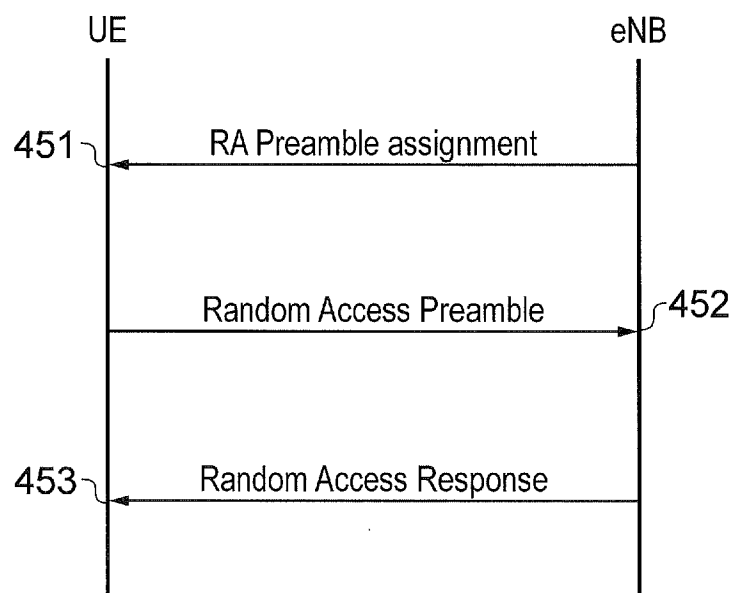 UE
eNB
451
RA Preamble assignment
Random Access Preamble
452
453
Random Access Response